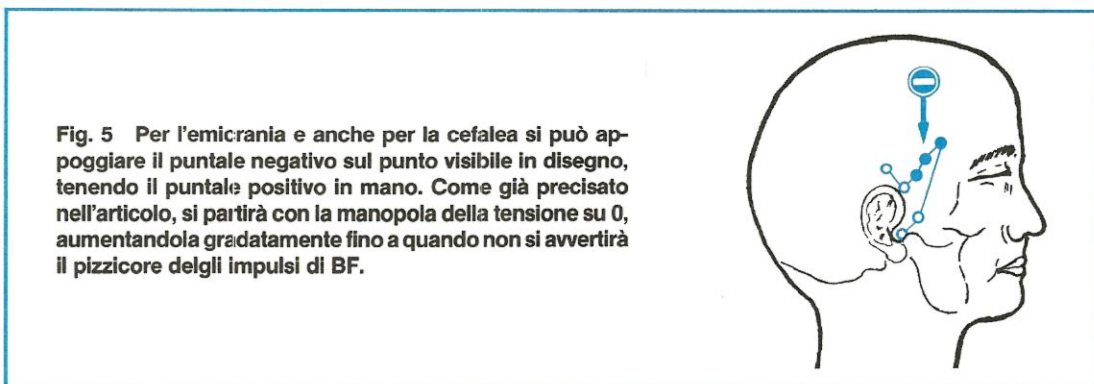 Fig. 5 Per l'emicrania e anche per la cefalea si può ap-
poggiare il puntale negativo sul punto visibile in disegno,
tenendo il puntale positivo in mano. Come già precisato
nell'articolo, si partirà con la manopola della tensione su 0,
aumentandola gradatamente fino a quando non si avvertirà
il pizzicore delgli impulsi di BF.